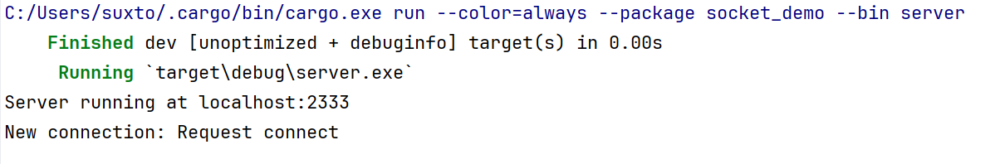 C:/Users/suxto/.cargo/bin/cargo.exe run --color=always --package socket_demo --bin server
Finished dev [unoptimized + debuginfo] target(s) in 0.00s
Running `target\debug\server.exe`
Server running at localhost:2333
New connection: Request connect